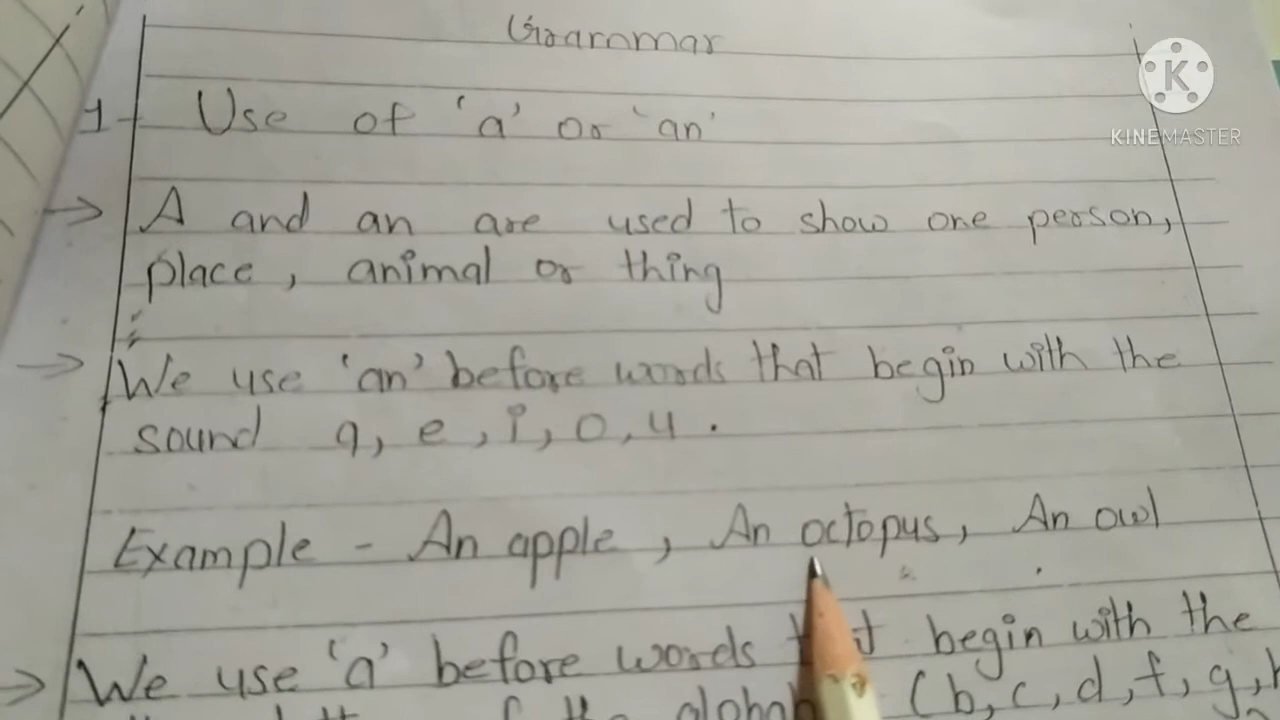 Grammar
1 Use of 'a' or 'an'
→ A and an are used to show one person,
place, animal or thing
→ We use 'an' before words that begin with the
sound a, e, i, o, u.
Example - An apple, An octopus, An owl
→ We use 'a' before words begin with the
(b, c, d, f, g, h
K
KINEMASTER